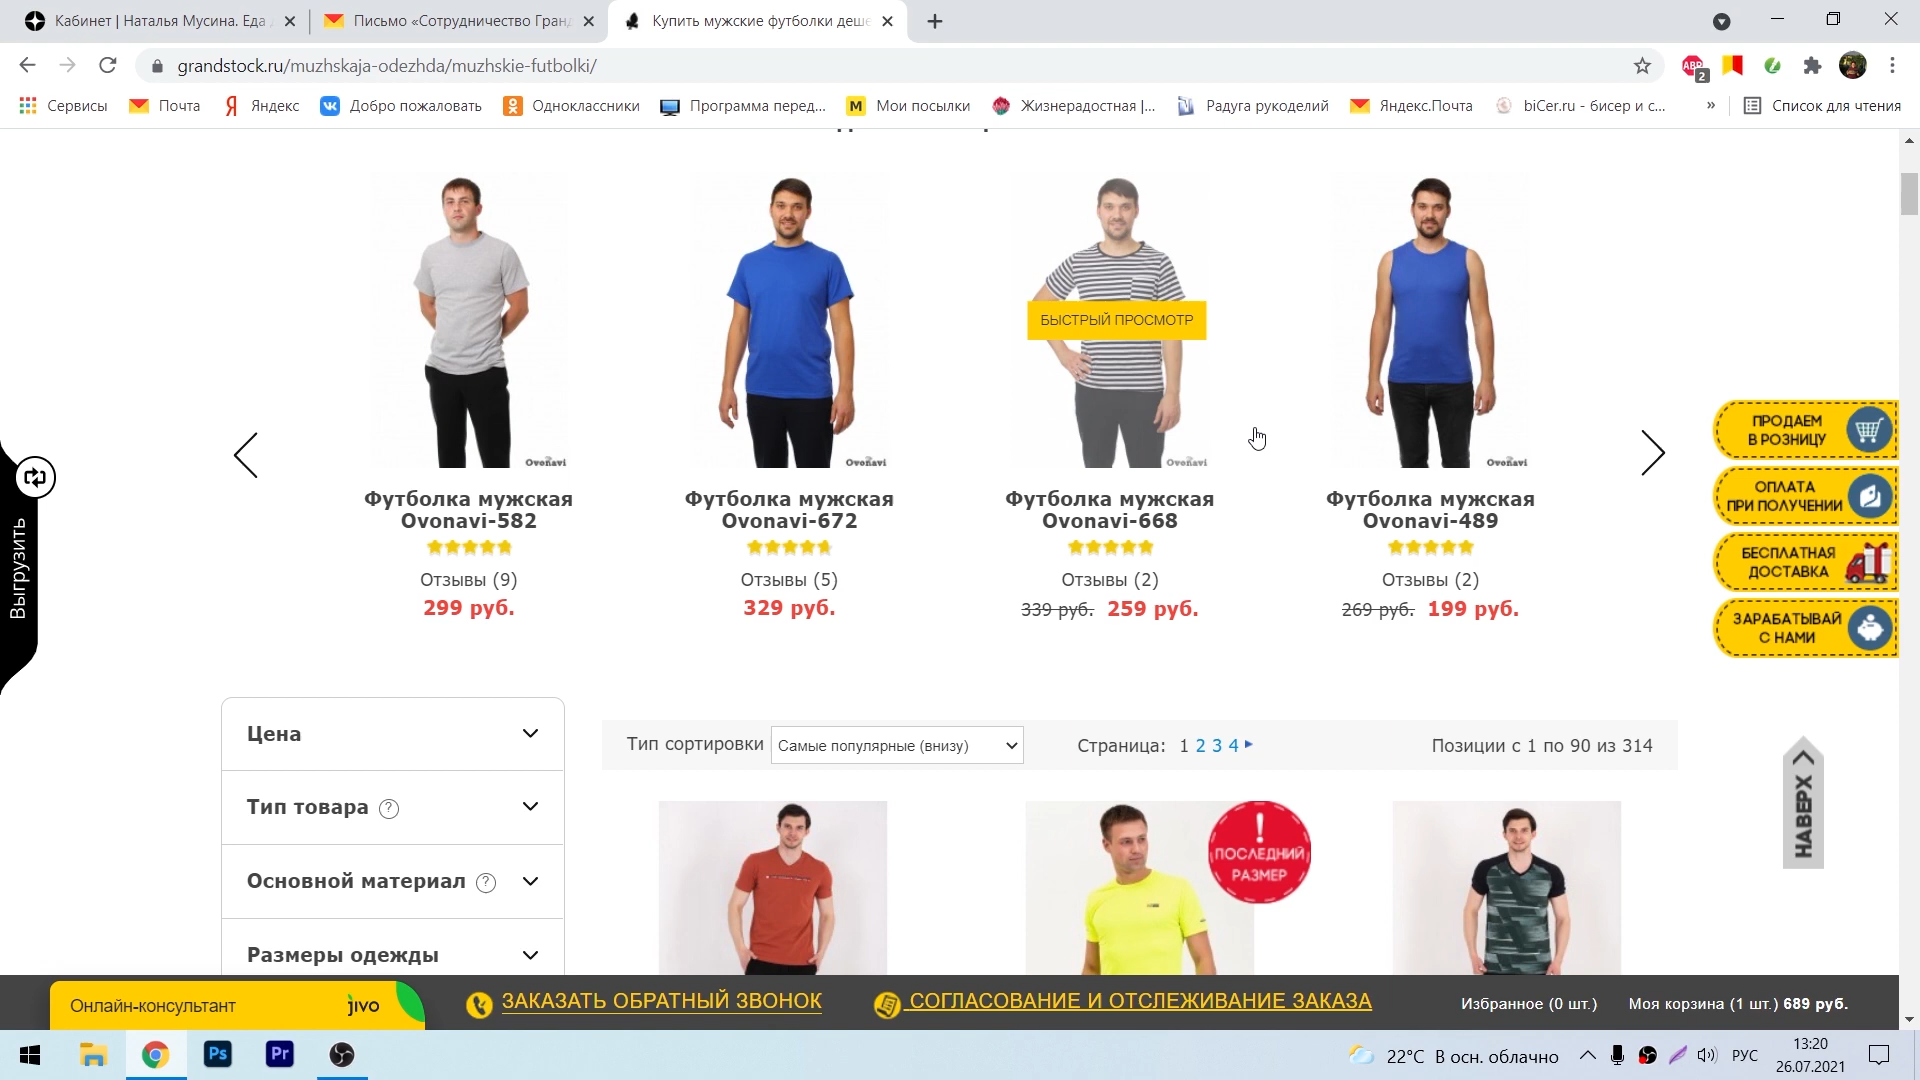 Кабинет | Наталья Мусина. Еда
Письмо «Сотрудничество Гранд
Купить мужские футболки деше
grandstock.ru/muzhskaja-odezhda/muzhskie-futbolki/
ABP
2
Сервисы
Почта
Яндекс
Добро пожаловать
Одноклассники
Программа перед...
Мои посылки
Жизнерадостная |...
Радуга рукоделий
Яндекс.Почта
biCer.ru - бисер и с...
»
Список для чтения
БЫСТРЫЙ ПРОСМОТР
Ovonavi
Ovonavi
Ovonavi
Ovonavi
Футболка мужская
Ovonavi-582
Отзывы (9)
299 руб.
Футболка мужская
Ovonavi-672
Отзывы (5)
329 руб.
Футболка мужская
Ovonavi-668
Отзывы (2)
339 руб. 259 руб.
Футболка мужская
Ovonavi-489
Отзывы (2)
269 руб. 199 руб.
Выгрузить
ПРОДАЕМ
В РОЗНИЦУ
ОПЛАТА
ПРИ ПОЛУЧЕНИИ
БЕСПЛАТНАЯ
ДОСТАВКА
ЗАРАБАТЫВАЙ
С НАМИ
НАВЕРХ
Цена
Тип товара ?
Основной материал ?
Размеры одежды
Тип сортировки
Самые популярные (внизу)
Страница: 1 2 3 4
Позиции с 1 по 90 из 314
!
ПОСЛЕДНИЙ
РАЗМЕР
Онлайн-консультант
jivo
ЗАКАЗАТЬ ОБРАТНЫЙ ЗВОНОК
СОГЛАСОВАНИЕ И ОТСЛЕЖИВАНИЕ ЗАКАЗА
Избранное (0 шт.)
Моя корзина (1 шт.) 689 руб.
Ps
Pr
22°C В осн. облачно
РУС
13:20
26.07.2021